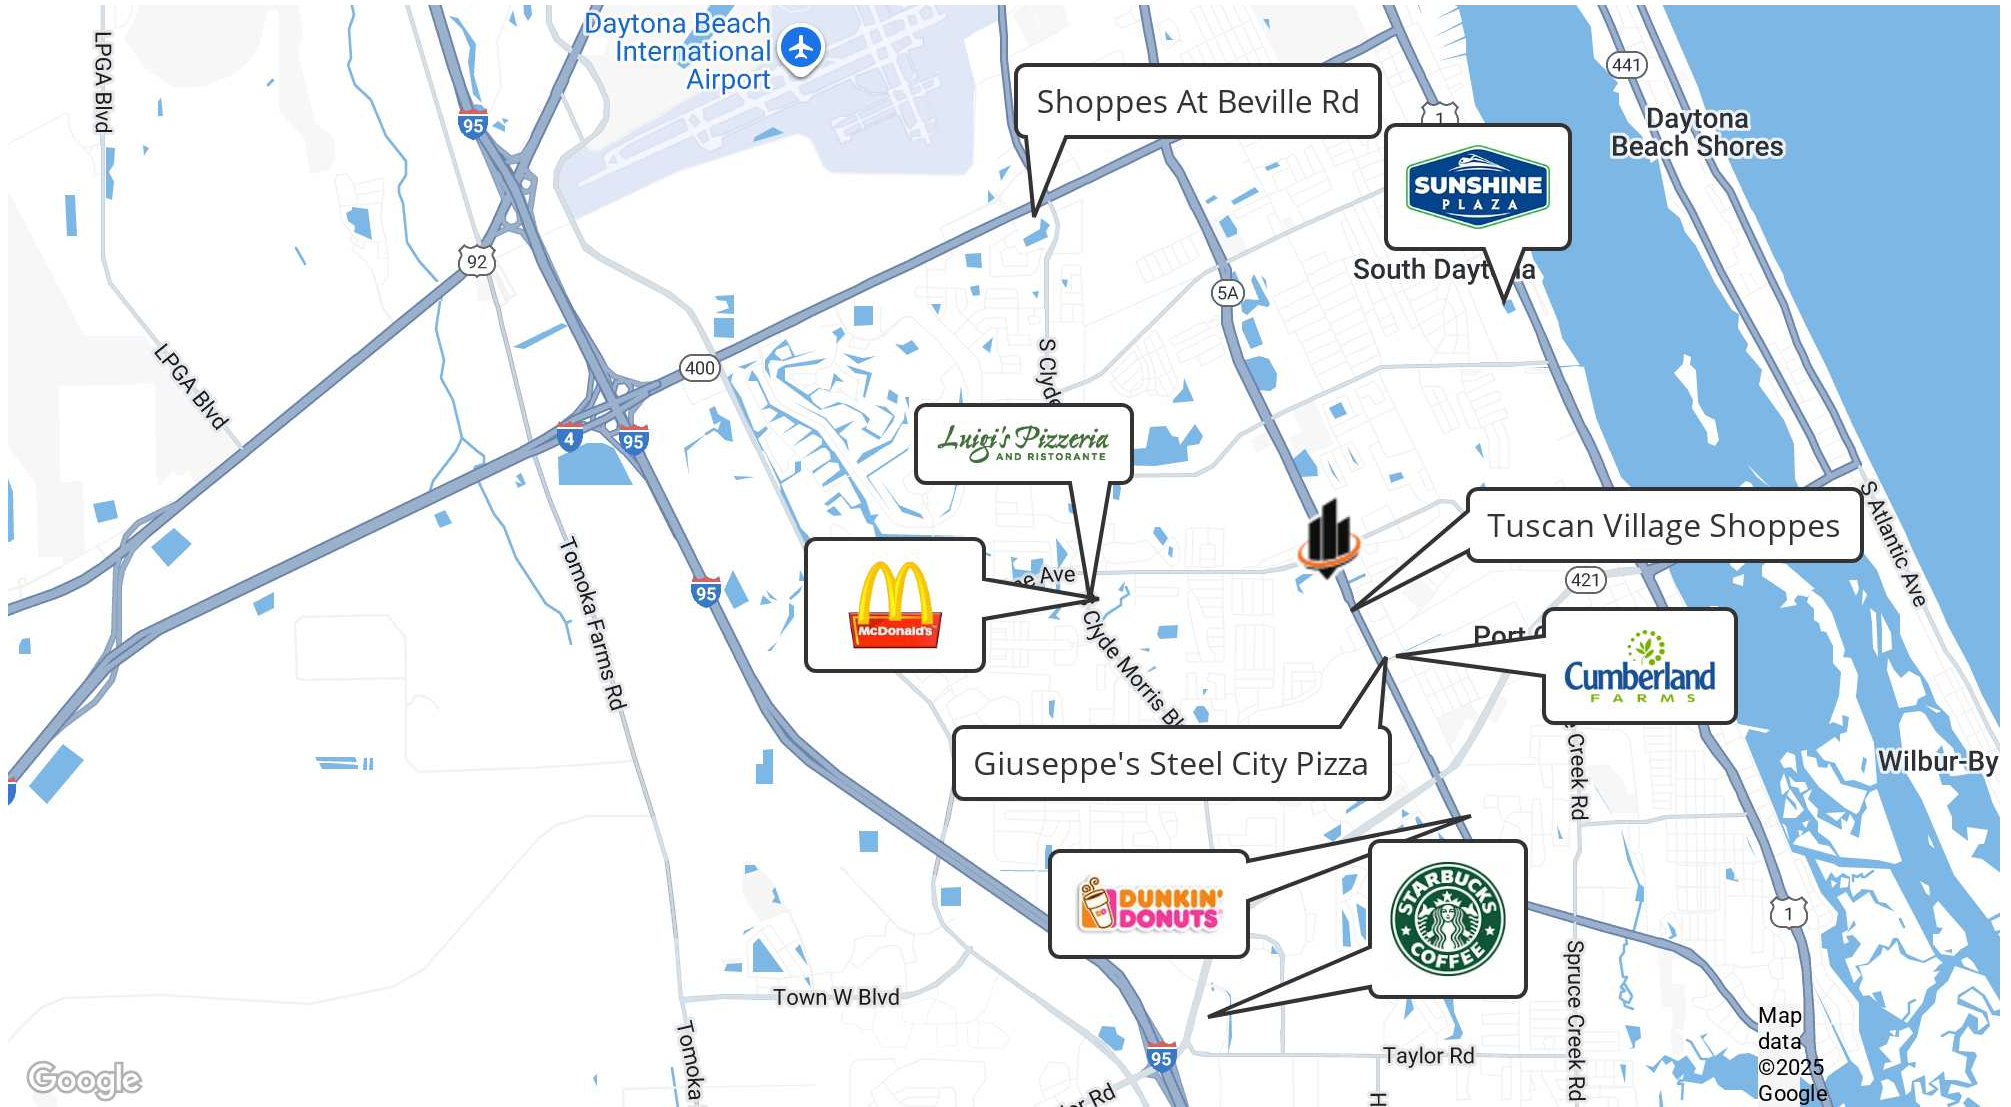 Daytona Beach
International
Airport
LPGA Blvd
95
441
Daytona
Beach Shores
Shoppes At Beville Rd
1
SUNSHINE
PLAZA
92
South Dayt
a
5A
LPGA Blvd
400
S Clyde
4
95
Luigi's Pizzeria
AND RISTORANTE
S Atlantic Ave
Tuscan Village Shoppes
Tomoka Farms Rd
95
e Ave
421
McDonald's
Clyde Morris Bl
Port
Cumberland
FARMS
Giuseppe's Steel City Pizza
Creek Rd
Wilbur-By
DUNKIN'
DONUTS
STARBUCKS
COFFEE
1
Town W Blvd
Spruce Creek Rd
Tomoka
95
Taylor Rd
or Rd
H
Map
data
©2025
Google
Google